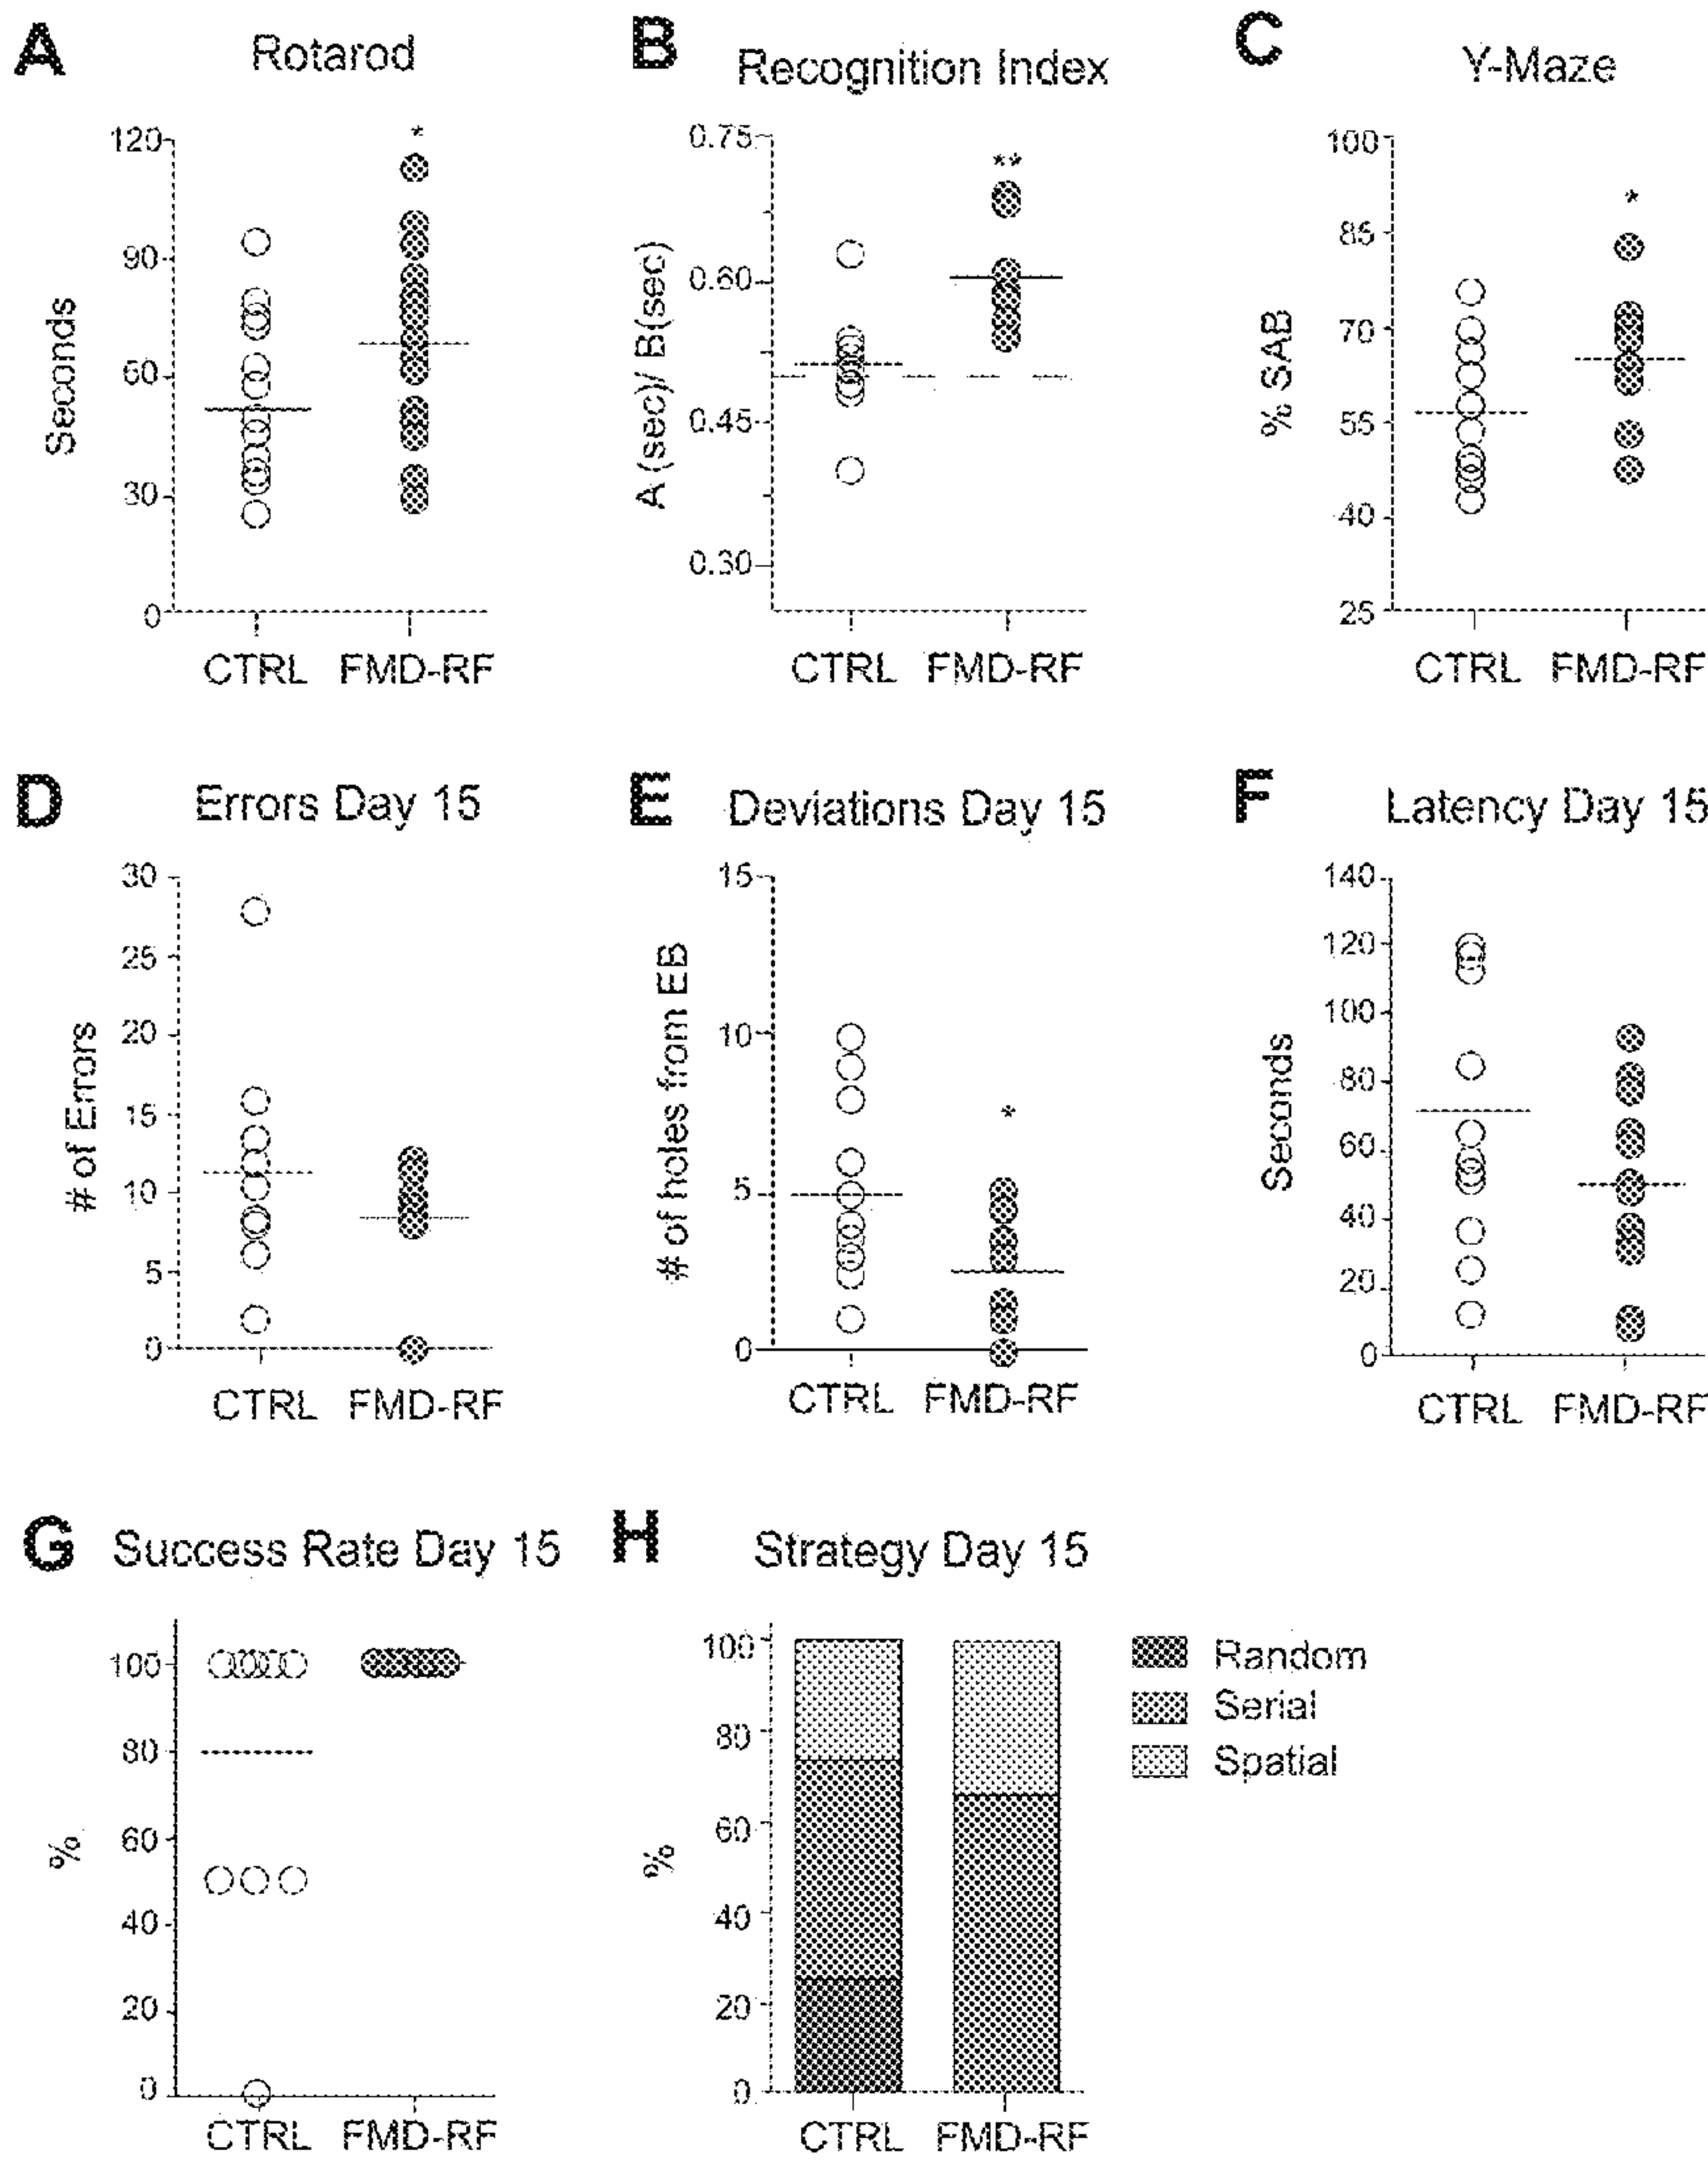 A Rotarod
120
90
60
30
0
Seconds
*
CTRL FMD-RF
B Recognition Index
0.75
0.60
0.45
0.30
A (sec)/ B(sec)
**
CTRL FMD-RF
C Y-Maze
100
85
70
55
40
25
% SAB
*
CTRL FMD-RF
D Errors Day 15
30
25
20
15
10
5
0
# of Errors
CTRL FMD-RF
E Deviations Day 15
15
10
5
0
# of holes from EB
*
CTRL FMD-RF
F Latency Day 15
140
120
100
80
60
40
20
0
Seconds
CTRL FMD-RF
G Success Rate Day 15
100
80
60
40
20
0
%
CTRL FMD-RF
H Strategy Day 15
100
80
60
40
20
0
%
CTRL FMD-RF
Random
Serial
Spatial